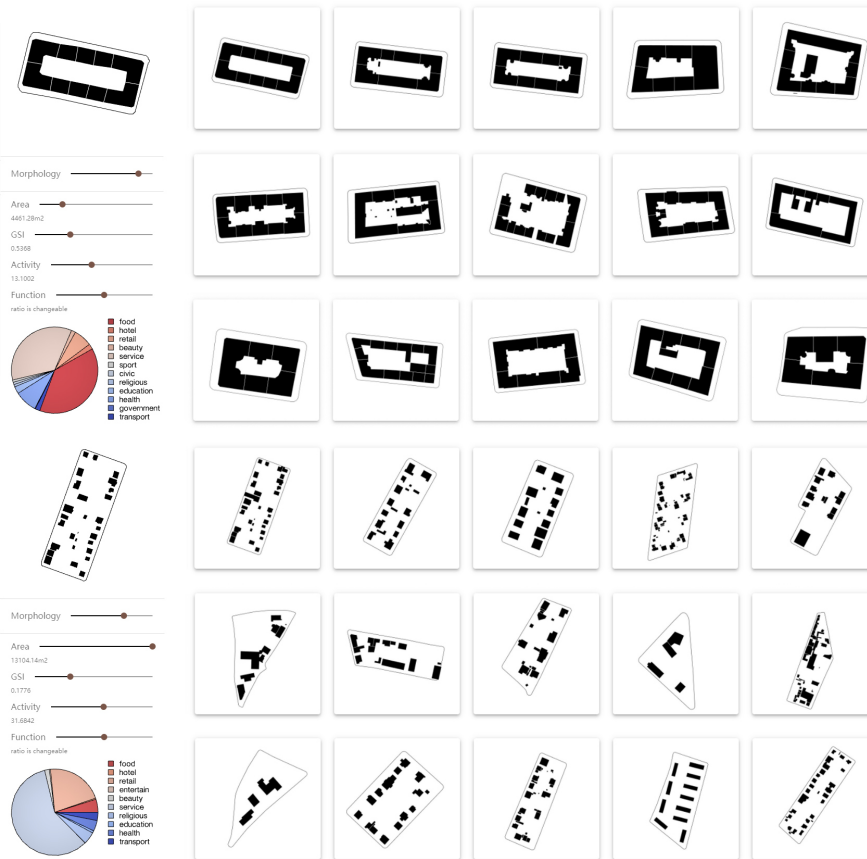 Morphology
Area
4461.28m2
GSI
0.5368
Activity
13.1002
Function
ratio is changeable
food
hotel
retail
beauty
service
sport
civic
religious
education
health
government
transport
Morphology
Area
13104.14m2
GSI
0.1776
Activity
31.6842
Function
ratio is changeable
food
hotel
retail
entertain
beauty
service
religious
education
health
transport